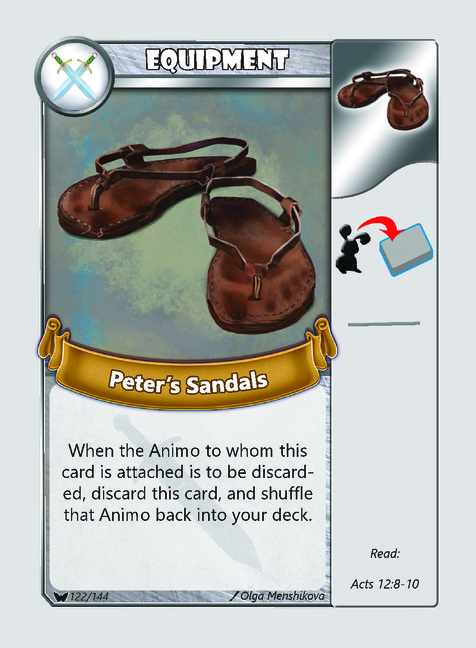 EQUIPMENT
Peter's Sandals
When the Animo to whom this
card is attached is to be discard-
ed, discard this card, and shuffle
that Animo back into your deck.
122/144
Olga Menshikova
Read:
Acts 12:8-10